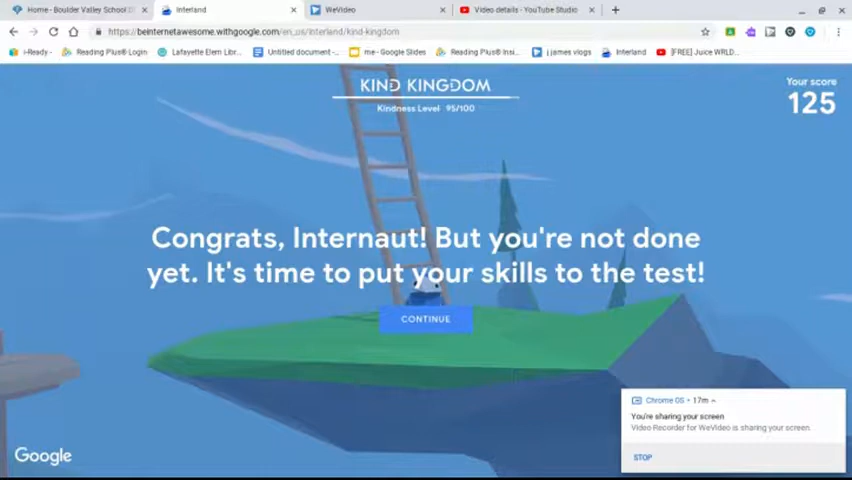 Home - Boulder Valley School D
Interland
WeVideo
Video details - YouTube Studio
https://beinternetawesome.withgoogle.com/en_us/interland/kind-kingdom
i-Ready -
Reading Plus® Login
Lafayette Elem Libr...
Untitled document -...
me - Google Slides
Reading Plus® Insi...
j james vlogs
Interland
[FREE] Juice WRLD...
KIND KINGDOM
Kindness Level 95/100
Your score
125
Congrats, Internaut! But you're not done
yet. It's time to put your skills to the test!
CONTINUE
Chrome OS • 17m
You're sharing your screen
Video Recorder for WeVideo is sharing your screen.
STOP
Google